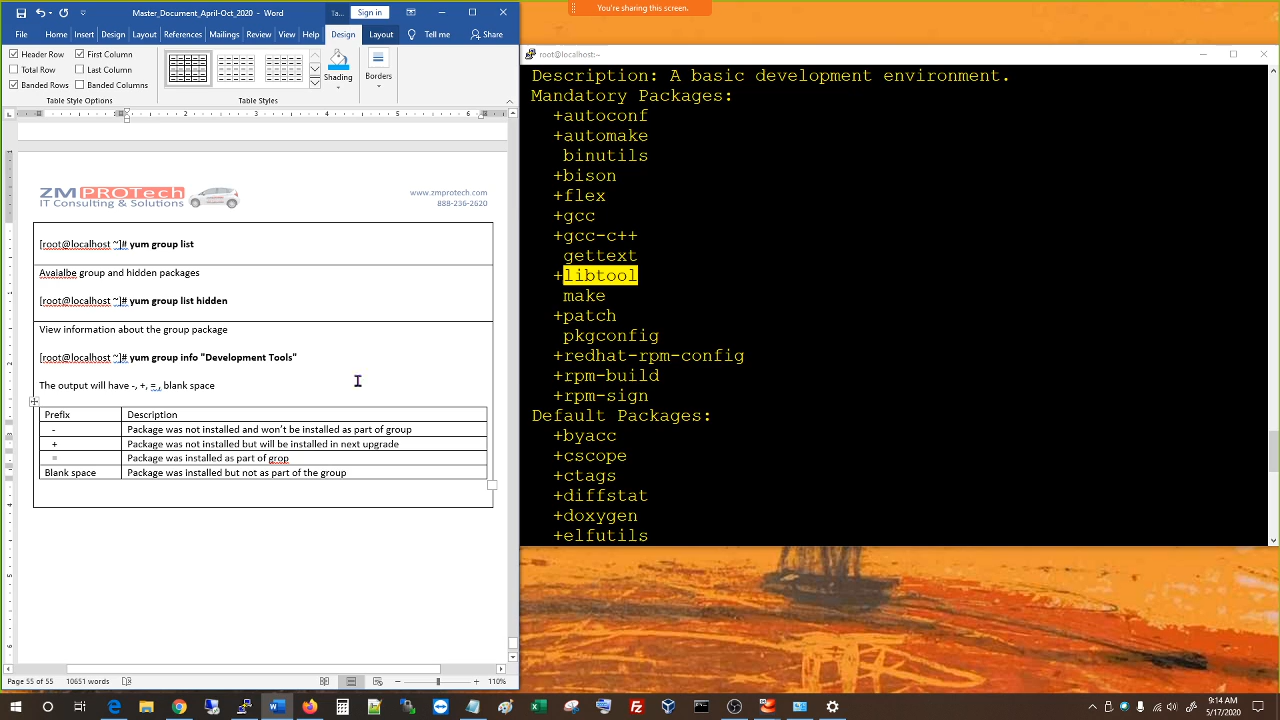 Master_Document_April-Oct_2020 - Word
Ta...
Sign in
You're sharing this screen.
File
Home
Insert
Design
Layout
References
Mailings
Review
View
Help
Design
Layout
Tell me
Share
Header Row
First Column
Total Row
Last Column
Banded Rows
Banded Columns
Table Style Options
Table Styles
Shading
Borders
ZM PROTech
IT Consulting & Solutions
www.zmprotech.com
888-236-2620
[root@localhost ~]# yum group list
Avaialbe group and hidden packages
[root@localhost ~]# yum group list hidden
View information about the group package
[root@localhost ~]# yum group info "Development Tools"
The output will have -, +, = , blank space
Prefix Description
- Package was not installed and won't be installed as part of group
+ Package was not installed but will be installed in next upgrade
= Package was installed as part of grop
Blank space Package was installed but not as part of the group
Page 55 of 55
10651 words
110%
root@localhost:~
Description: A basic development environment.
Mandatory Packages:
+autoconf
+automake
binutils
+bison
+flex
+gcc
+gcc-c++
gettext
+libtool
make
+patch
pkgconfig
+redhat-rpm-config
+rpm-build
+rpm-sign
Default Packages:
+byacc
+cscope
+ctags
+diffstat
+doxygen
+elfutils
9:14 AM
5/17/2020